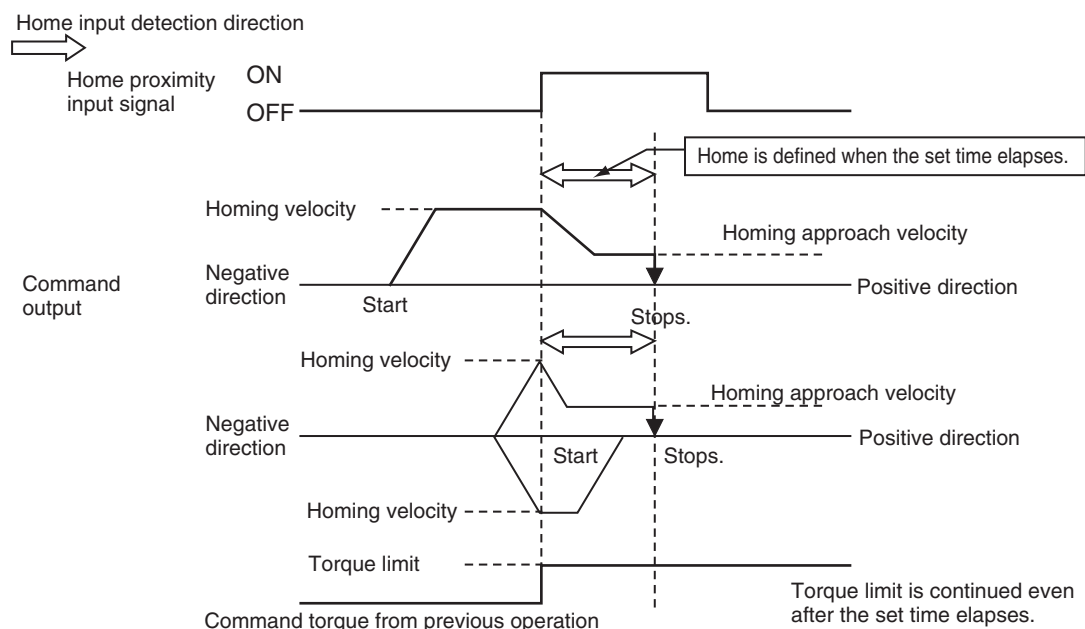 Home input detection direction
Home proximity
input signal
ON
OFF
Home is defined when the set time elapses.
Homing velocity
Homing approach velocity
Command
output
Negative
direction
Start
Positive direction
Stops.
Homing velocity
Homing approach velocity
Negative
direction
Start
Stops.
Positive direction
Homing velocity
Torque limit
Torque limit is continued even
after the set time elapses.
Command torque from previous operation